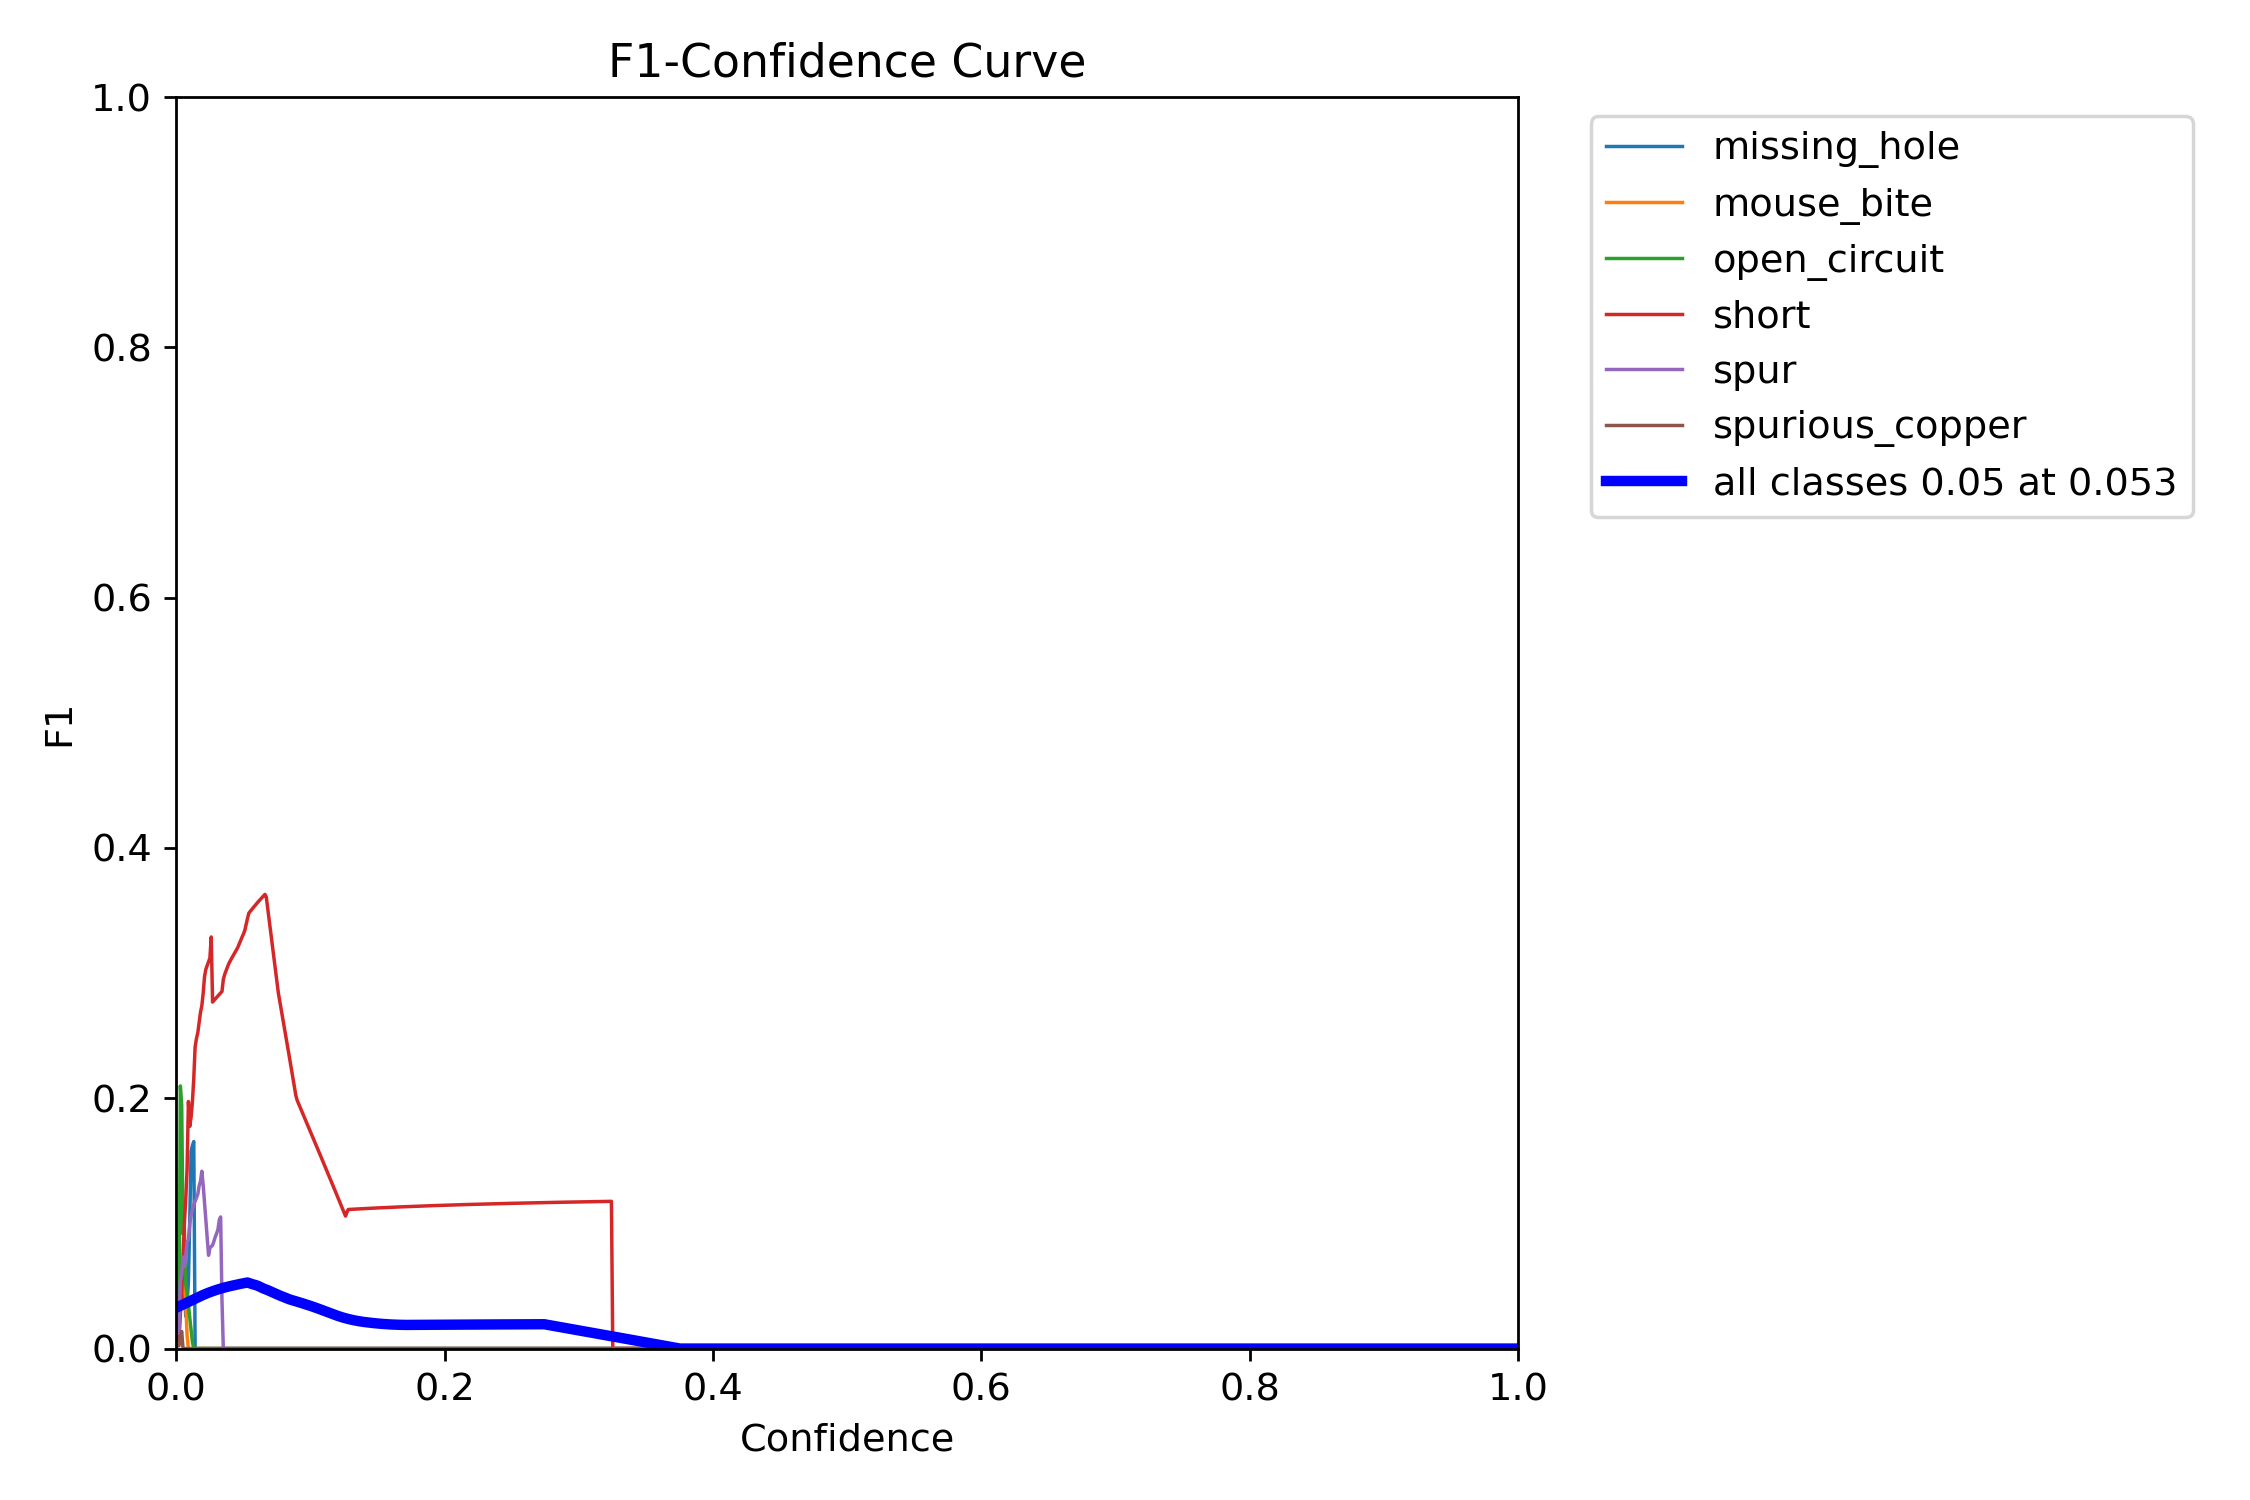 F1-Confidence Curve
1.0
0.8
0.6
0.4
0.2
0.0
F1
0.0 0.2 0.4 0.6 0.8 1.0
Confidence
missing_hole
mouse_bite
open_circuit
short
spur
spurious_copper
all classes 0.05 at 0.053